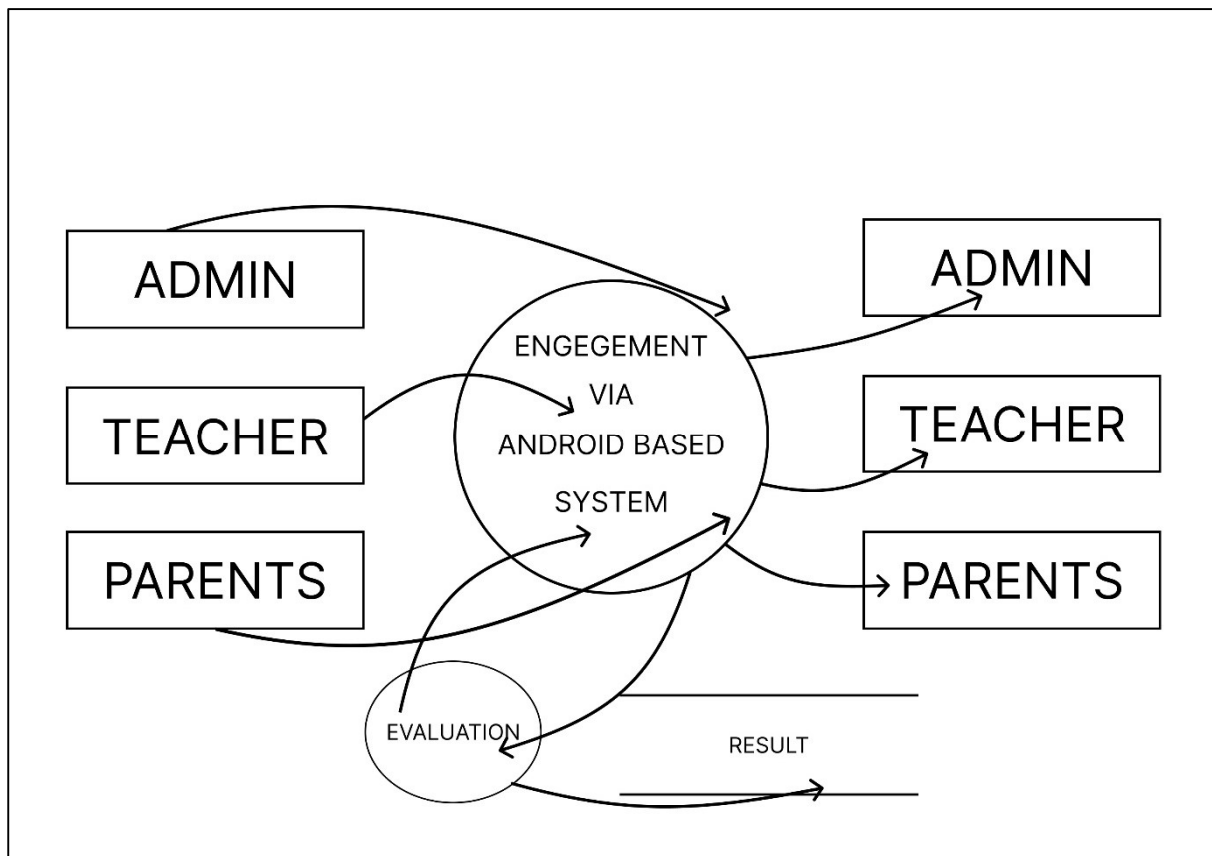 ADMIN
TEACHER
PARENTS
ENGEGEMENT
VIA
ANDROID BASED
SYSTEM
EVALUATION
RESULT
ADMIN
TEACHER
PARENTS